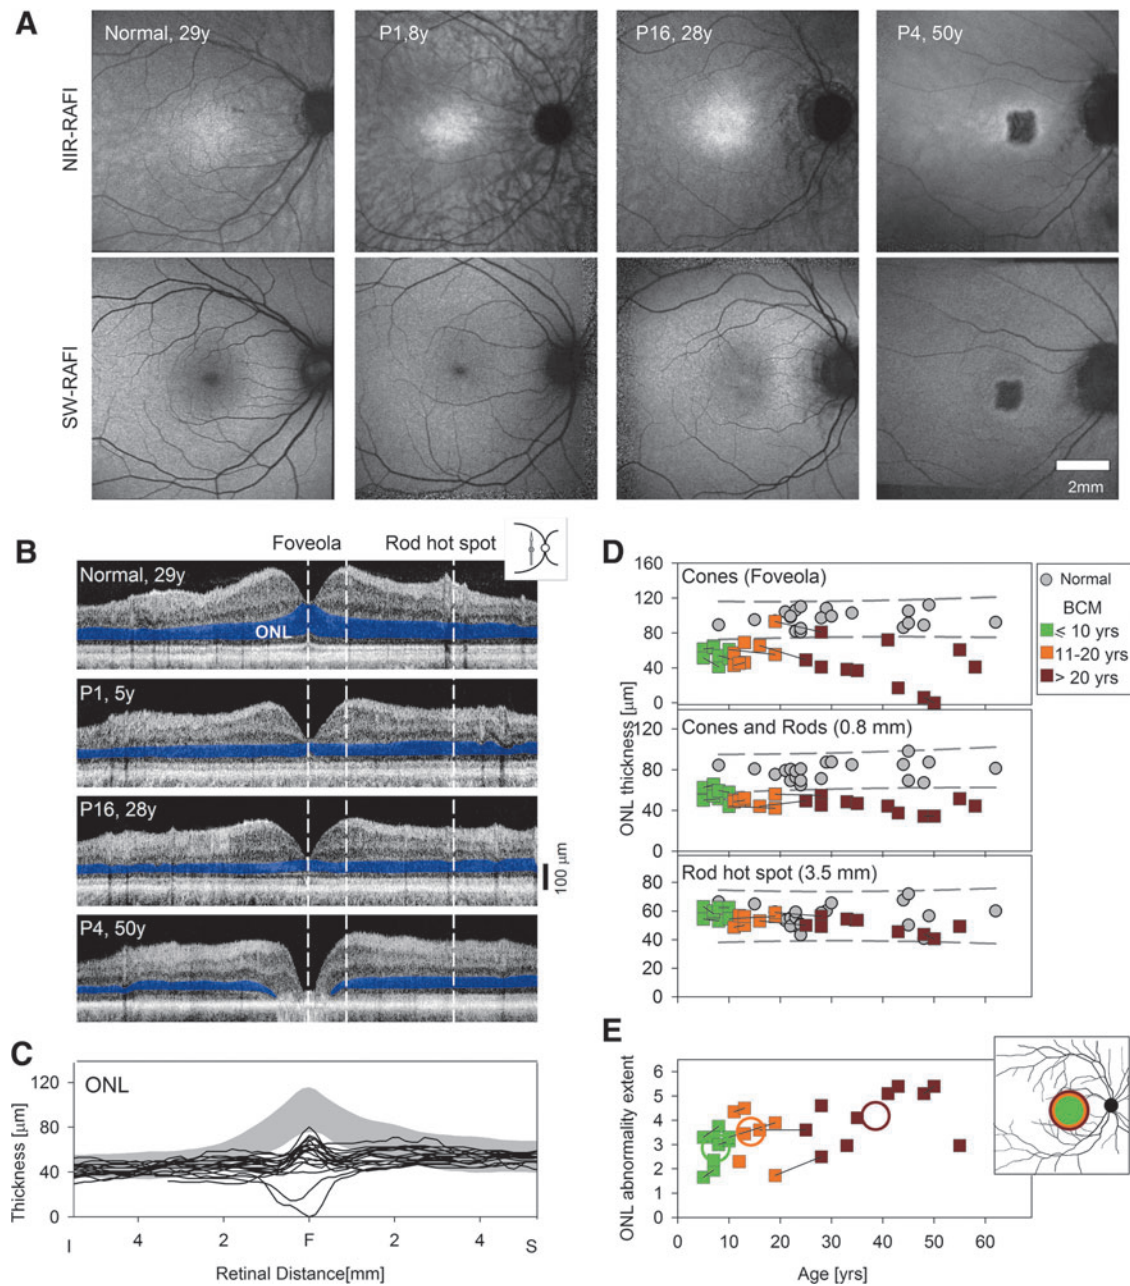 A
Normal, 29y
P1,8y
P16, 28y
P4, 50y
NIR-RAFI
SW-RAFI
2mm
B
Foveola
Rod hot spot
Normal, 29y
ONL
P1, 5y
P16, 28y
100 μm
P4, 50y
C
ONL
Thickness [μm]
120
80
40
0
I
4
2
F
2
4
S
Retinal Distance[mm]
D
160
120
80
40
0
Cones (Foveola)
Normal
BCM
⩽ 10 yrs
11-20 yrs
> 20 yrs
ONL thickness [μm]
120
80
40
0
Cones and Rods (0.8 mm)
80
60
40
20
0
Rod hot spot (3.5 mm)
E
ONL abnormality extent
6
5
4
3
2
1
0
0
10
20
30
40
50
60
Age [yrs]